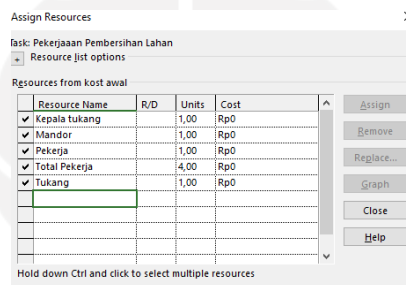 Assign Resources
Task: Pekerjaaan Pembersihan Lahan
+ Resource list options
Resources from kost awal
Resource Name R/D Units Cost Assign
✔ Kepala tukang 1,00 Rp0
✔ Mandor 1,00 Rp0 Remove
✔ Pekerja 1,00 Rp0 Replace...
✔ Total Pekerja 4,00 Rp0
✔ Tukang 1,00 Rp0 Graph
Close
Help
Hold down Ctrl and click to select multiple resources